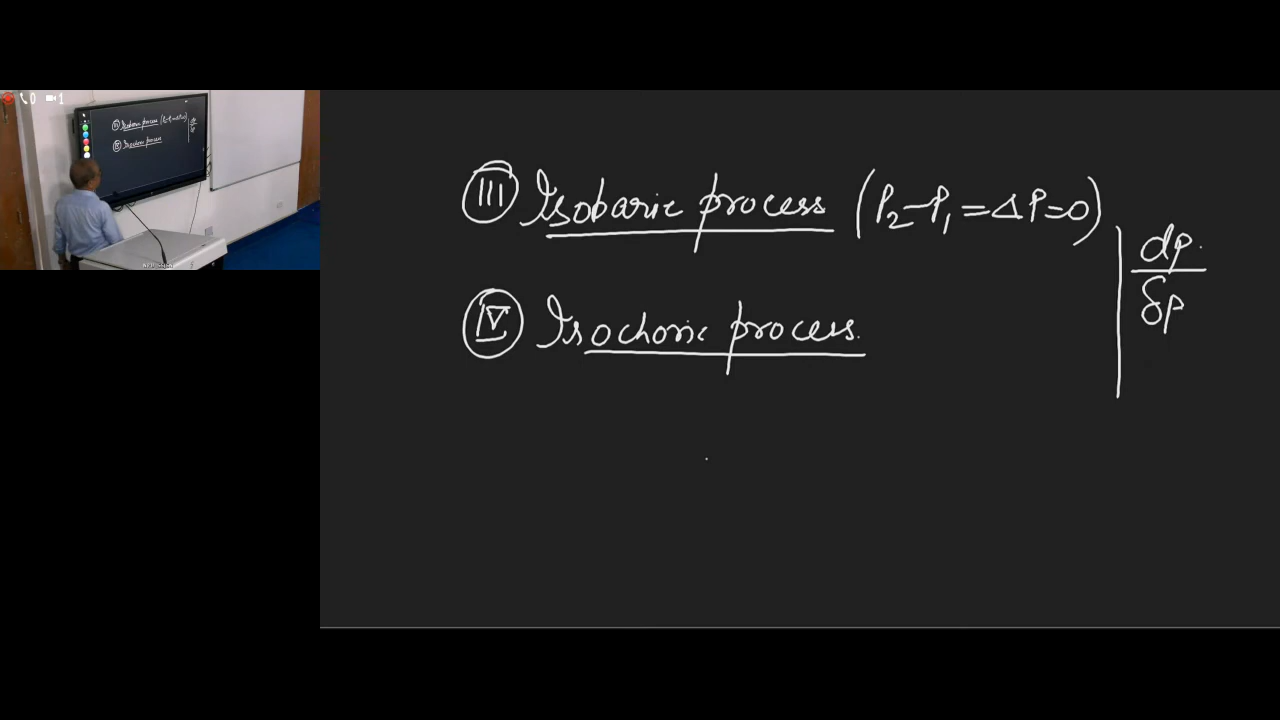 III Isobaric process (P₂-P₁=ΔP=0)
dp.
δp
IV Isochoric process.